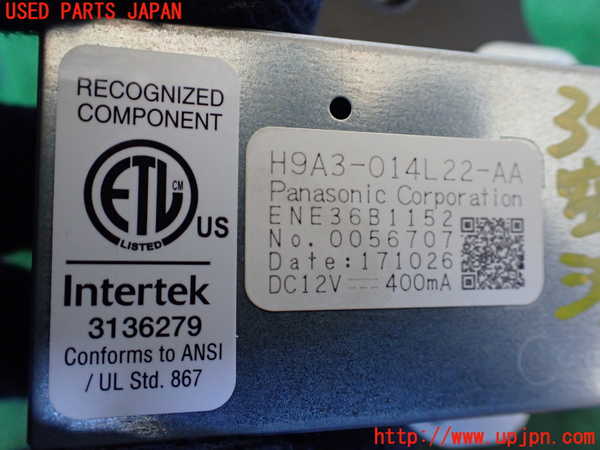 USED PARTS JAPAN
RECOGNIZED
COMPONENT
ETL CM
LISTED
US
Intertek
3136279
Conforms to ANSI
/ UL Std. 867
H9A3-014L22-AA
Panasonic Corporation
ENE36B1152
No. 0056707
Date: 171026
DC12V ⎓ 400mA
http://www.upjpn.com/